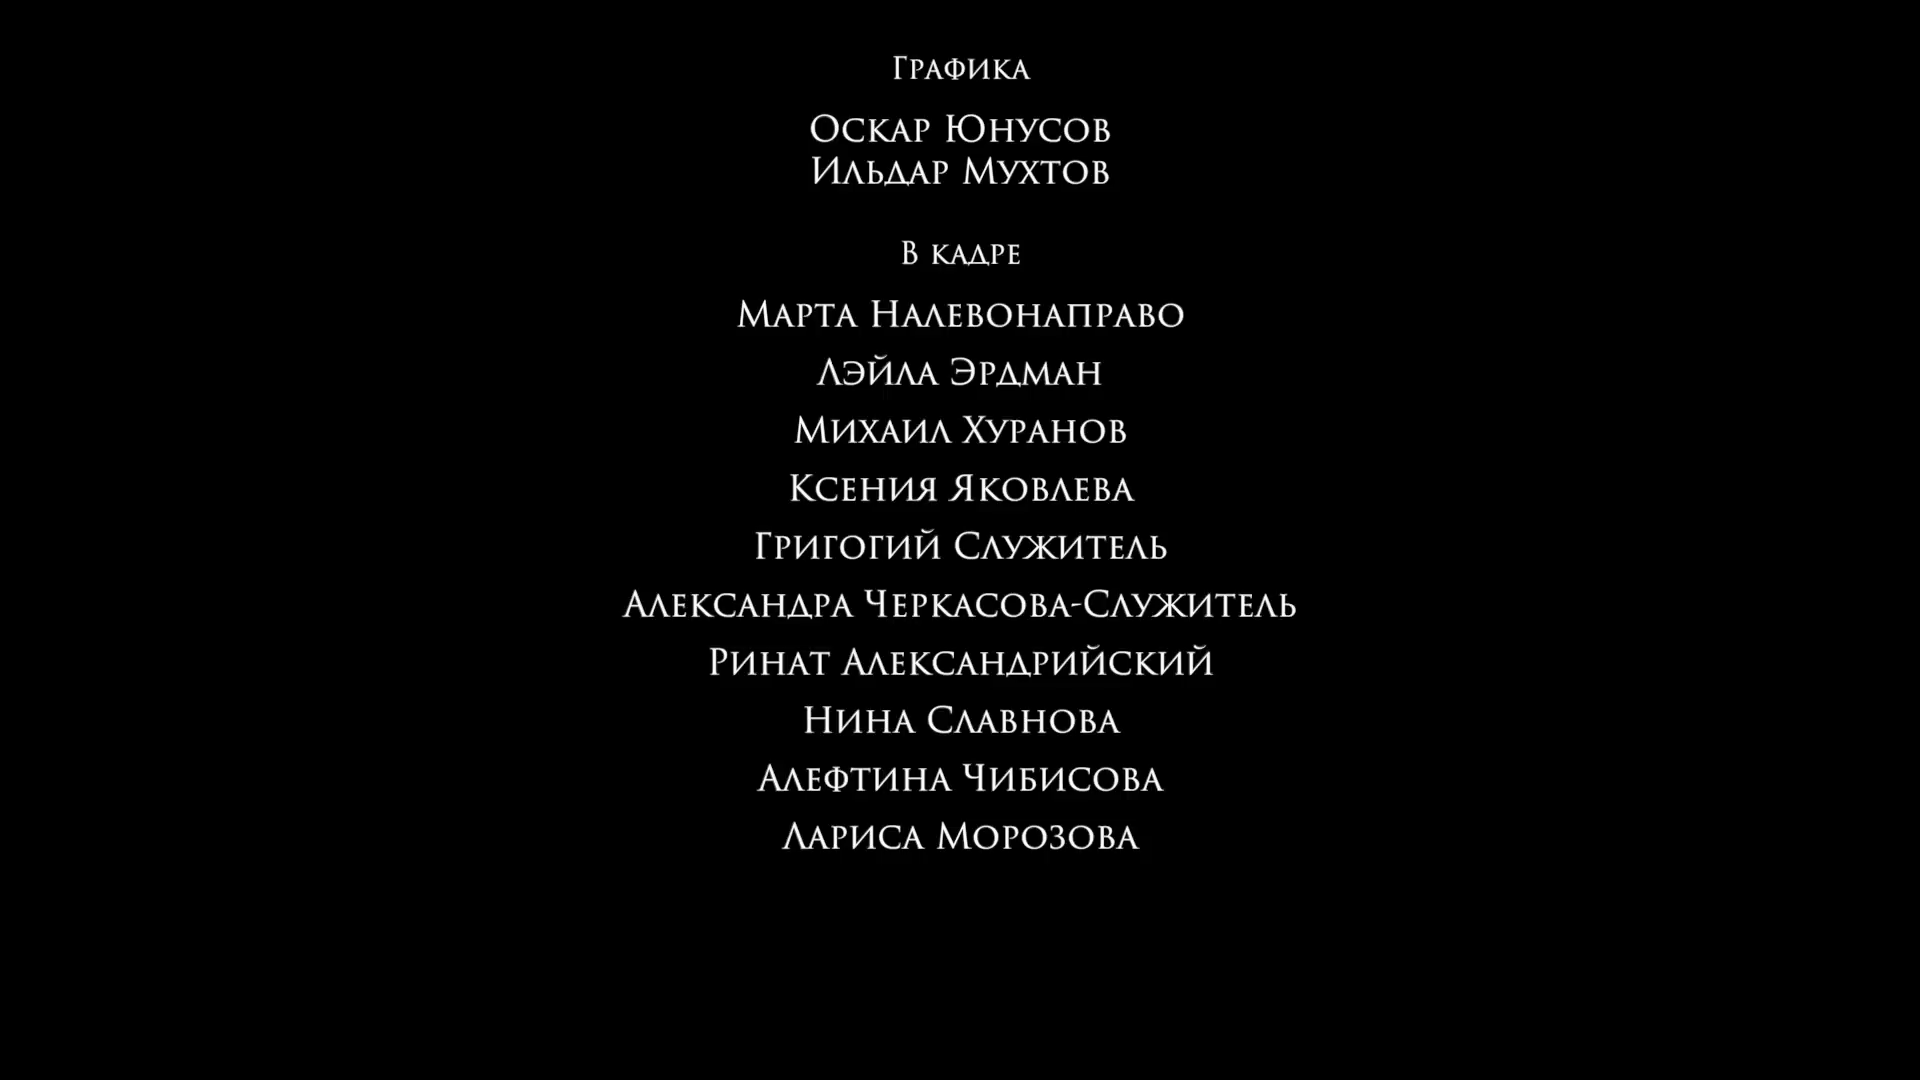 Графика
Оскар Юнусов
Ильдар Мухтов
В кадре
Марта Налевонаправо
Лэйла Эрдман
Михаил Хуранов
Ксения Яковлева
Григогий Служитель
Александра Черкасова-Служитель
Ринат Александрийский
Нина Славнова
Алефтина Чибисова
Лариса Морозова